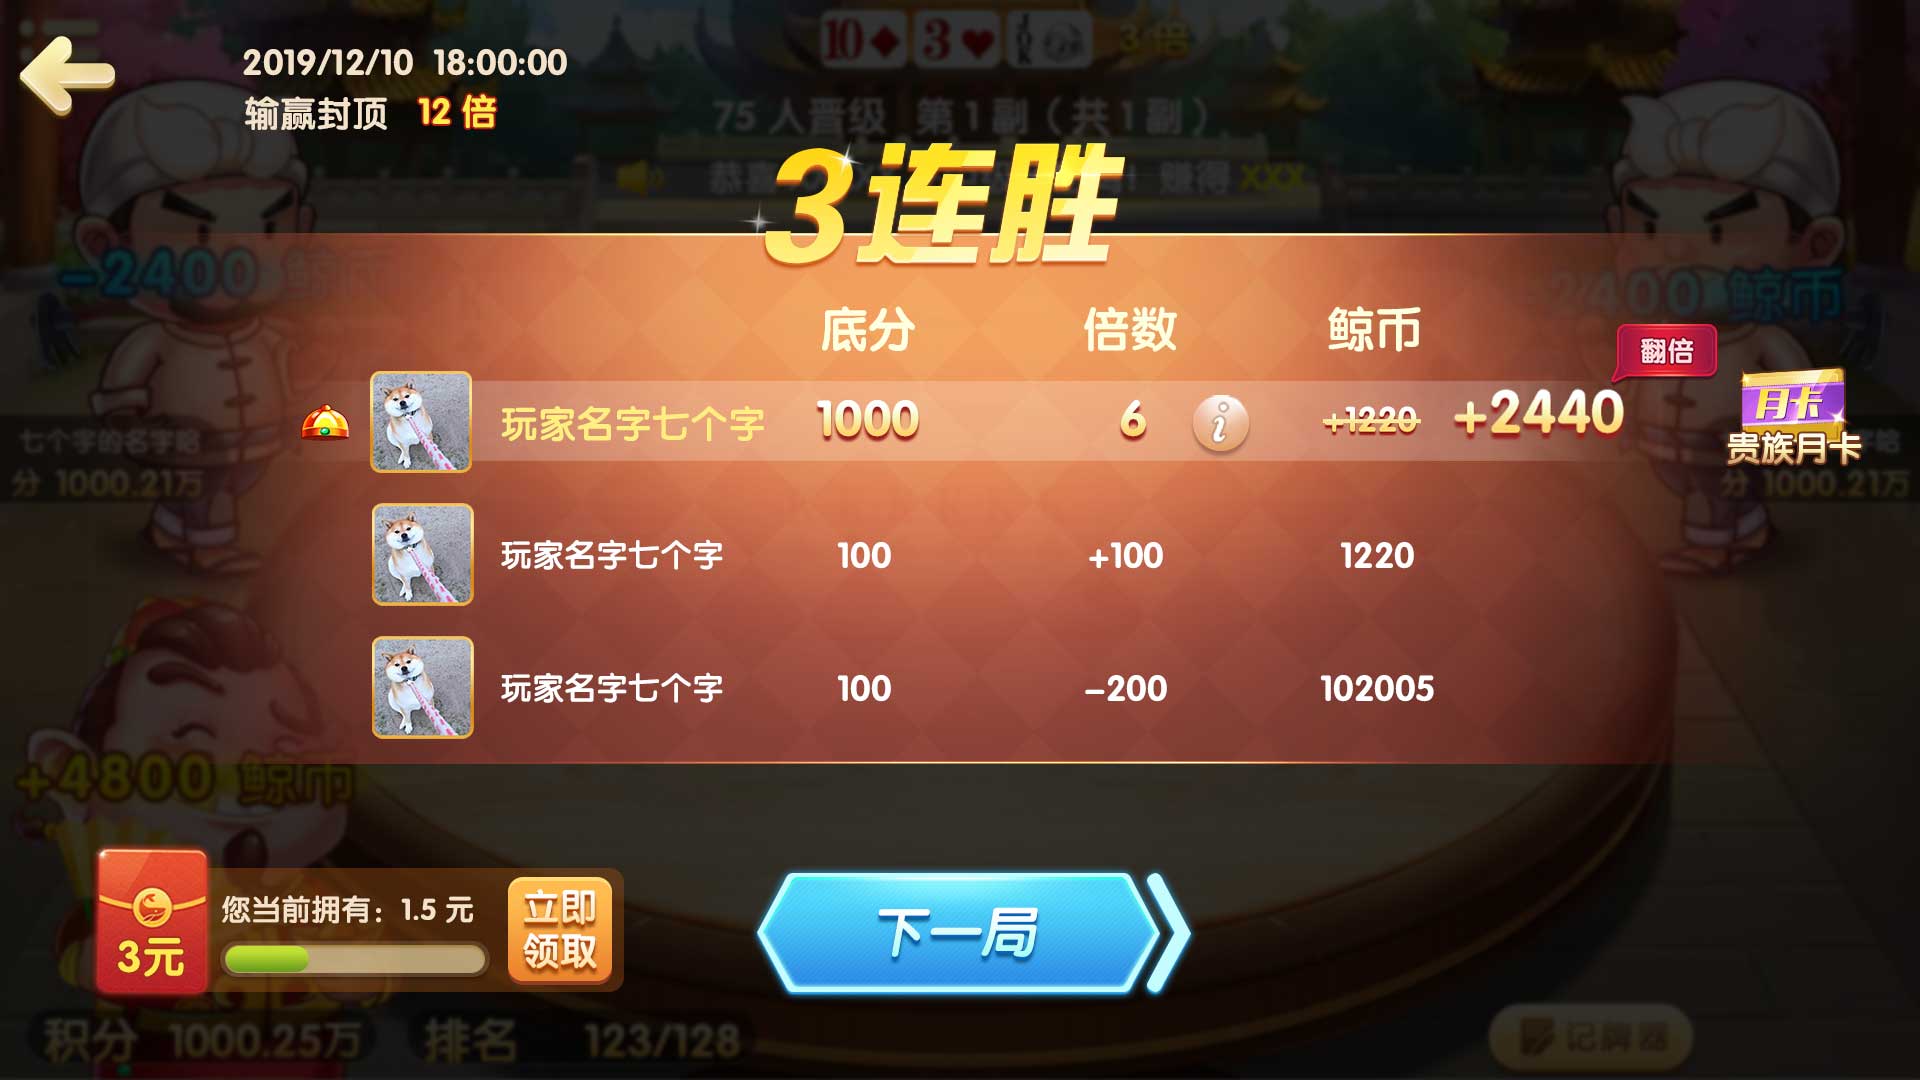 2019/12/10 18:00:00
输赢封顶 12 倍
10 3 JOK 3 倍
75 人晋级 第 1 副（共 1 副）
恭喜 赚得 XXX
3连胜
-2400 鲸币
-2400 鲸币
底分 倍数 鲸币
翻倍
玩家名字七个字 1000 6 i +1220 +2440
月卡
贵族月卡
七个字的名字哈
分 1000.21万
字哈
分 1000.21万
玩家名字七个字 100 +100 1220
玩家名字七个字 100 -200 102005
+4800 鲸币
您当前拥有：1.5 元
3元
立即
领取
下一局
积分 1000.25万 排名 123/128
记牌器